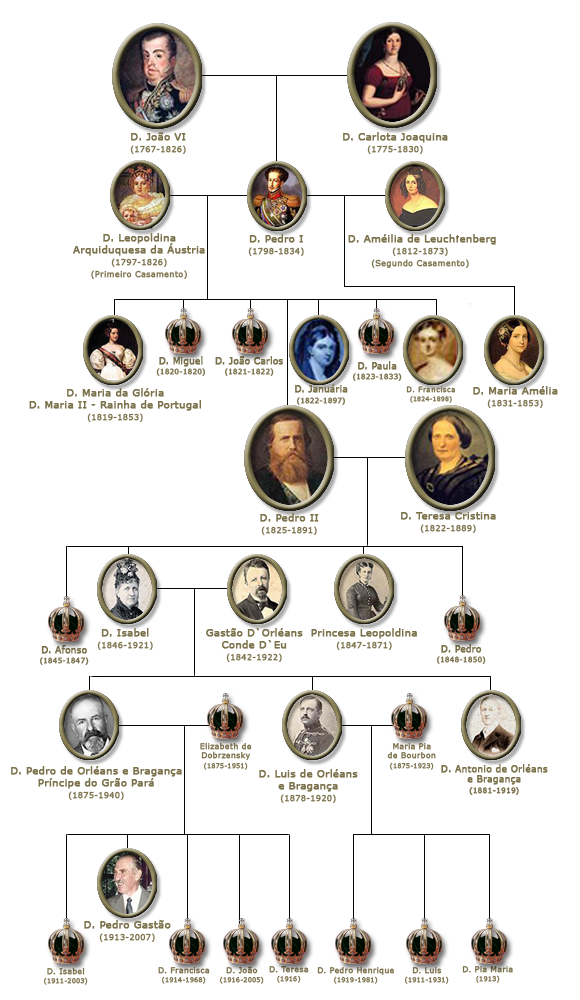 D. João VI
(1767-1826)
D. Carlota Joaquina
(1775-1830)
D. Leopoldina
Arquiduquesa da Áustria
(1797-1826)
(Primeiro Casamento)
D. Pedro I
(1798-1834)
D. Améilia de Leuchtenberg
(1812-1873)
(Segundo Casamento)
D. Maria da Glória
D. Maria II - Rainha de Portugal
(1819-1853)
D. Miguel
(1820-1820)
D. João Carlos
(1821-1822)
D. Januária
(1822-1897)
D. Paula
(1823-1833)
D. Francisca
(1824-1898)
D. Maria Amélia
(1831-1853)
D. Pedro II
(1825-1891)
D. Teresa Cristina
(1822-1889)
D. Afonso
(1845-1847)
D. Isabel
(1846-1921)
Gastão D`Orléans
Conde D`Eu
(1842-1922)
Princesa Leopoldina
(1847-1871)
D. Pedro
(1848-1850)
D. Pedro de Orléans e Bragança
Príncipe do Grão Pará
(1875-1940)
Elizabeth de
Dobrzensky
(1875-1951)
D. Luis de Orléans
e Bragança
(1878-1920)
Maria Pia
de Bourbon
(1875-1923)
D. Antonio de Orléans
e Bragança
(1881-1919)
D. Isabel
(1911-2003)
D. Pedro Gastão
(1913-2007)
D. Francisca
(1914-1968)
D. João
(1916-2005)
D. Teresa
(1916)
D. Pedro Henrique
(1919-1981)
D. Luis
(1911-1931)
D. Pia Maria
(1913)